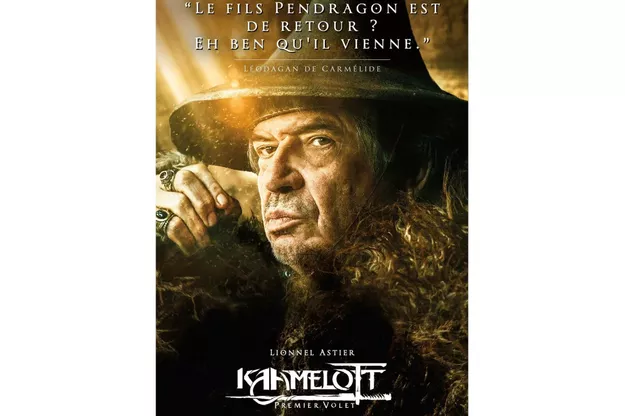 “Le fils Pendragon est
de retour ?
Eh ben qu'il vienne.”
Léodagan de Carmélide
Lionnel Astier
Kaamelott
Premier Volet